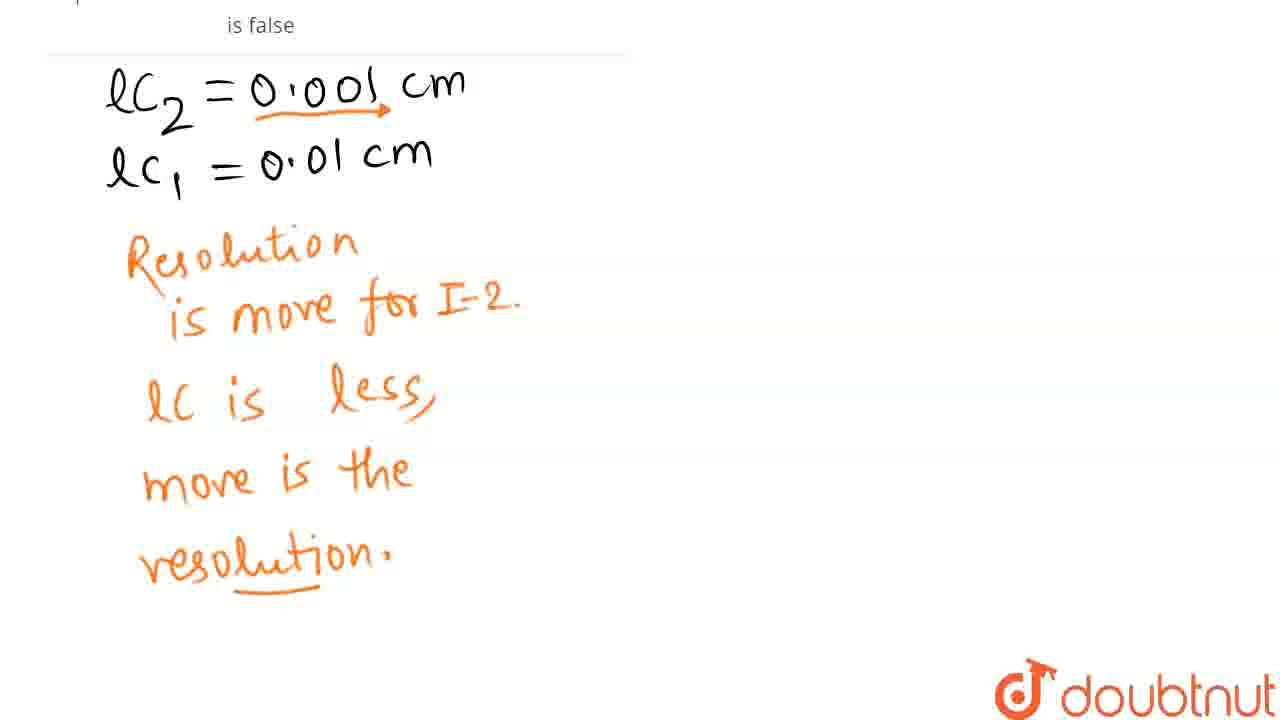 is false
lC2 = 0.001 cm
lC1 = 0.01 cm
Resolution
is more for I-2.
lC is less,
more is the
resolution.
doubtnut